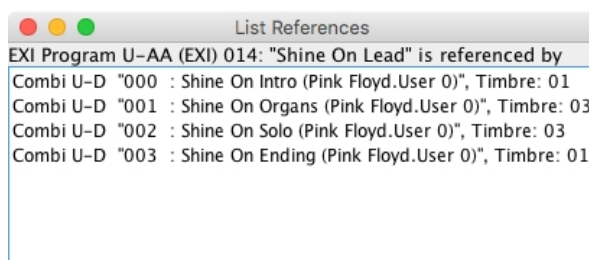 List References
EXI Program U-AA (EXI) 014: "Shine On Lead" is referenced by
Combi U-D "000 : Shine On Intro (Pink Floyd.User 0)", Timbre: 01
Combi U-D "001 : Shine On Organs (Pink Floyd.User 0)", Timbre: 03
Combi U-D "002 : Shine On Solo (Pink Floyd.User 0)", Timbre: 03
Combi U-D "003 : Shine On Ending (Pink Floyd.User 0)", Timbre: 01